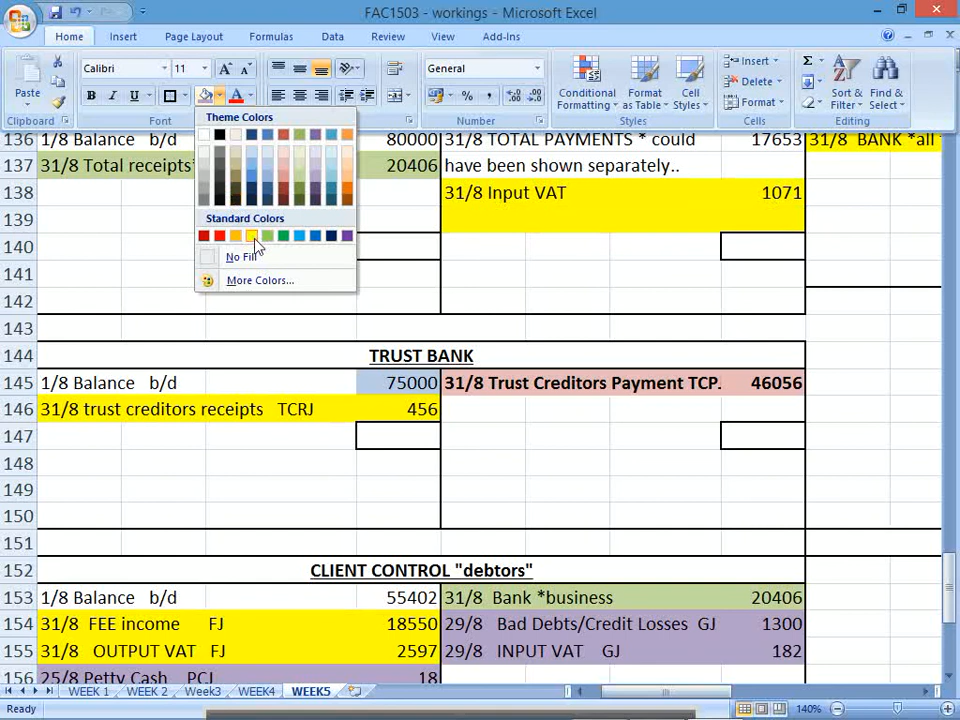 FAC1503 - workings - Microsoft Excel
Home Insert Page Layout Formulas Data Review View Add-Ins
Paste Calibri 11 General Insert Σ
B I U A % Delete Conditional Formatting Format as Table Cell Styles Sort & Filter Find & Select
Format
Clipboard Font Number Cells Editing
Theme Colors
Standard Colors
No Fill
More Colors...
136 1/8 Balance b/d 80000 31/8 TOTAL PAYMENTS * could 17653 31/8 BANK *all
137 31/8 Total receipts* 20406 have been shown separately..
138 31/8 Input VAT 1071
139
140
141
142
143
144 TRUST BANK
145 1/8 Balance b/d 75000 31/8 Trust Creditors Payment TCP. 46056
146 31/8 trust creditors receipts TCRJ 456
147
148
149
150
151
152 CLIENT CONTROL "debtors"
153 1/8 Balance b/d 55402 31/8 Bank *business 20406
154 31/8 FEE income FJ 18550 29/8 Bad Debts/Credit Losses GJ 1300
155 31/8 OUTPUT VAT FJ 2597 29/8 INPUT VAT GJ 182
156 25/8 Petty Cash PCJ 18
WEEK 1 WEEK 2 Week3 WEEK4 WEEK5
Ready 140%